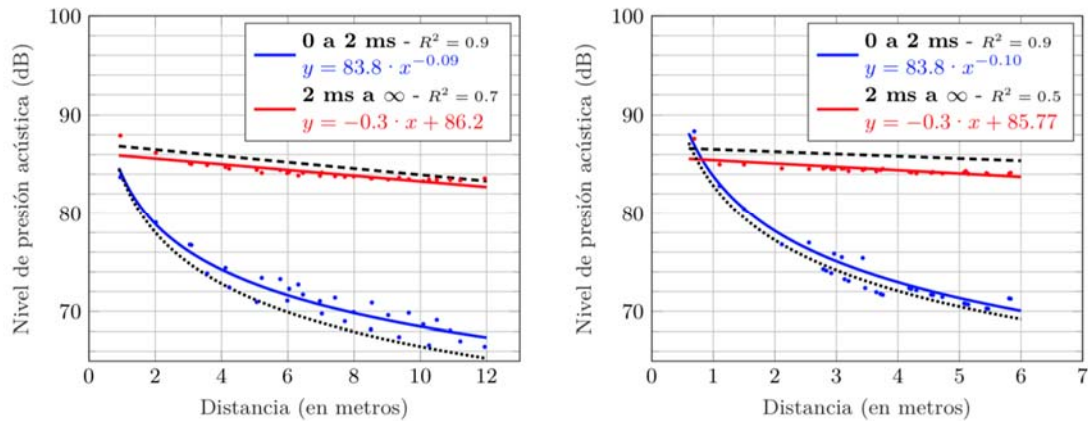 100
90
80
70
0 2 4 6 8 10 12
Nivel de presión acústica (dB)
Distancia (en metros)
0 a 2 ms - R² = 0.9
y = 83.8 · x^−0.09
2 ms a ∞ - R² = 0.7
y = −0.3 · x + 86.2
100
90
80
70
0 1 2 3 4 5 6 7
Nivel de presión acústica (dB)
Distancia (en metros)
0 a 2 ms - R² = 0.9
y = 83.8 · x^−0.10
2 ms a ∞ - R² = 0.5
y = −0.3 · x + 85.77